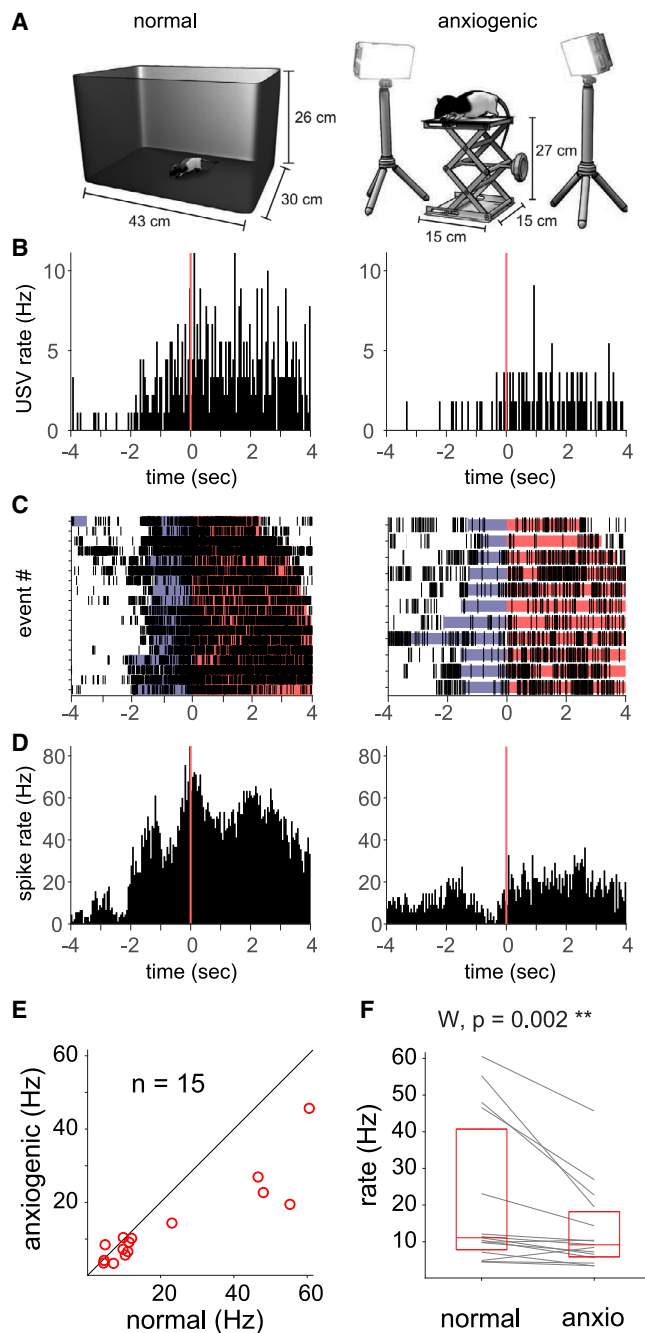 A
normal
anxiogenic
26 cm
30 cm
43 cm
27 cm
15 cm
15 cm
B
USV rate (Hz)
10
5
0
-4 -2 0 2 4
time (sec)
10
5
0
-4 -2 0 2 4
time (sec)
C
event #
-4 -2 0 2 4
-4 -2 0 2 4
D
spike rate (Hz)
80
60
40
20
0
-4 -2 0 2 4
time (sec)
80
60
40
20
0
-4 -2 0 2 4
time (sec)
E
n = 15
anxiogenic (Hz)
60
40
20
0 20 40 60
normal (Hz)
F
W, p = 0.002 **
rate (Hz)
60
50
40
30
20
10
normal anxio